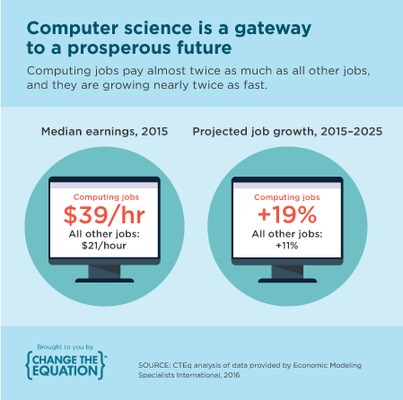 Computer science is a gateway
to a prosperous future
Computing jobs pay almost twice as much as all other jobs,
and they are growing nearly twice as fast.
Median earnings, 2015
Computing jobs
$39/hr
All other jobs:
$21/hour
Projected job growth, 2015–2025
Computing jobs
+19%
All other jobs:
+11%
Brought to you by
{CHANGE THE
EQUATION}™
SOURCE: CTEq analysis of data provided by Economic Modeling
Specialists International, 2016